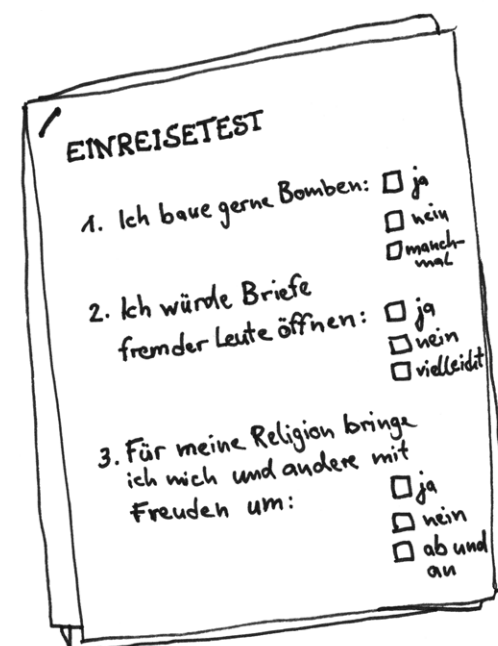 EINREISETEST
1. Ich baue gerne Bomben: ja
nein
manch-
mal
2. Ich würde Briefe
fremder Leute öffnen: ja
nein
vielleicht
3. Für meine Religion bringe
ich mich und andere mit
Freuden um: ja
nein
ab und
an